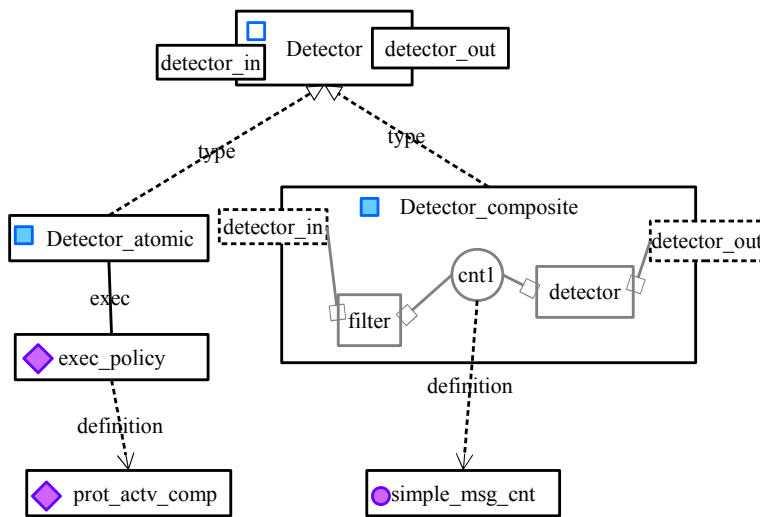 Detector
detector_out
detector_in
type
type
Detector_composite
detector_in
Detector_atomic
detector_out
cnt1
detector
exec
filter
exec_policy
definition
definition
prot_actv_comp
simple_msg_cnt